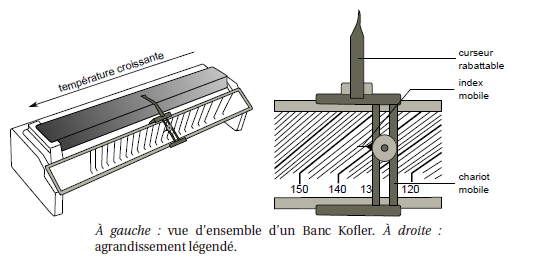 température croissante
curseur
rabattable
index
mobile
150 140 13 120
chariot
mobile
À gauche : vue d'ensemble d'un Banc Kofler. À droite :
agrandissement légendé.